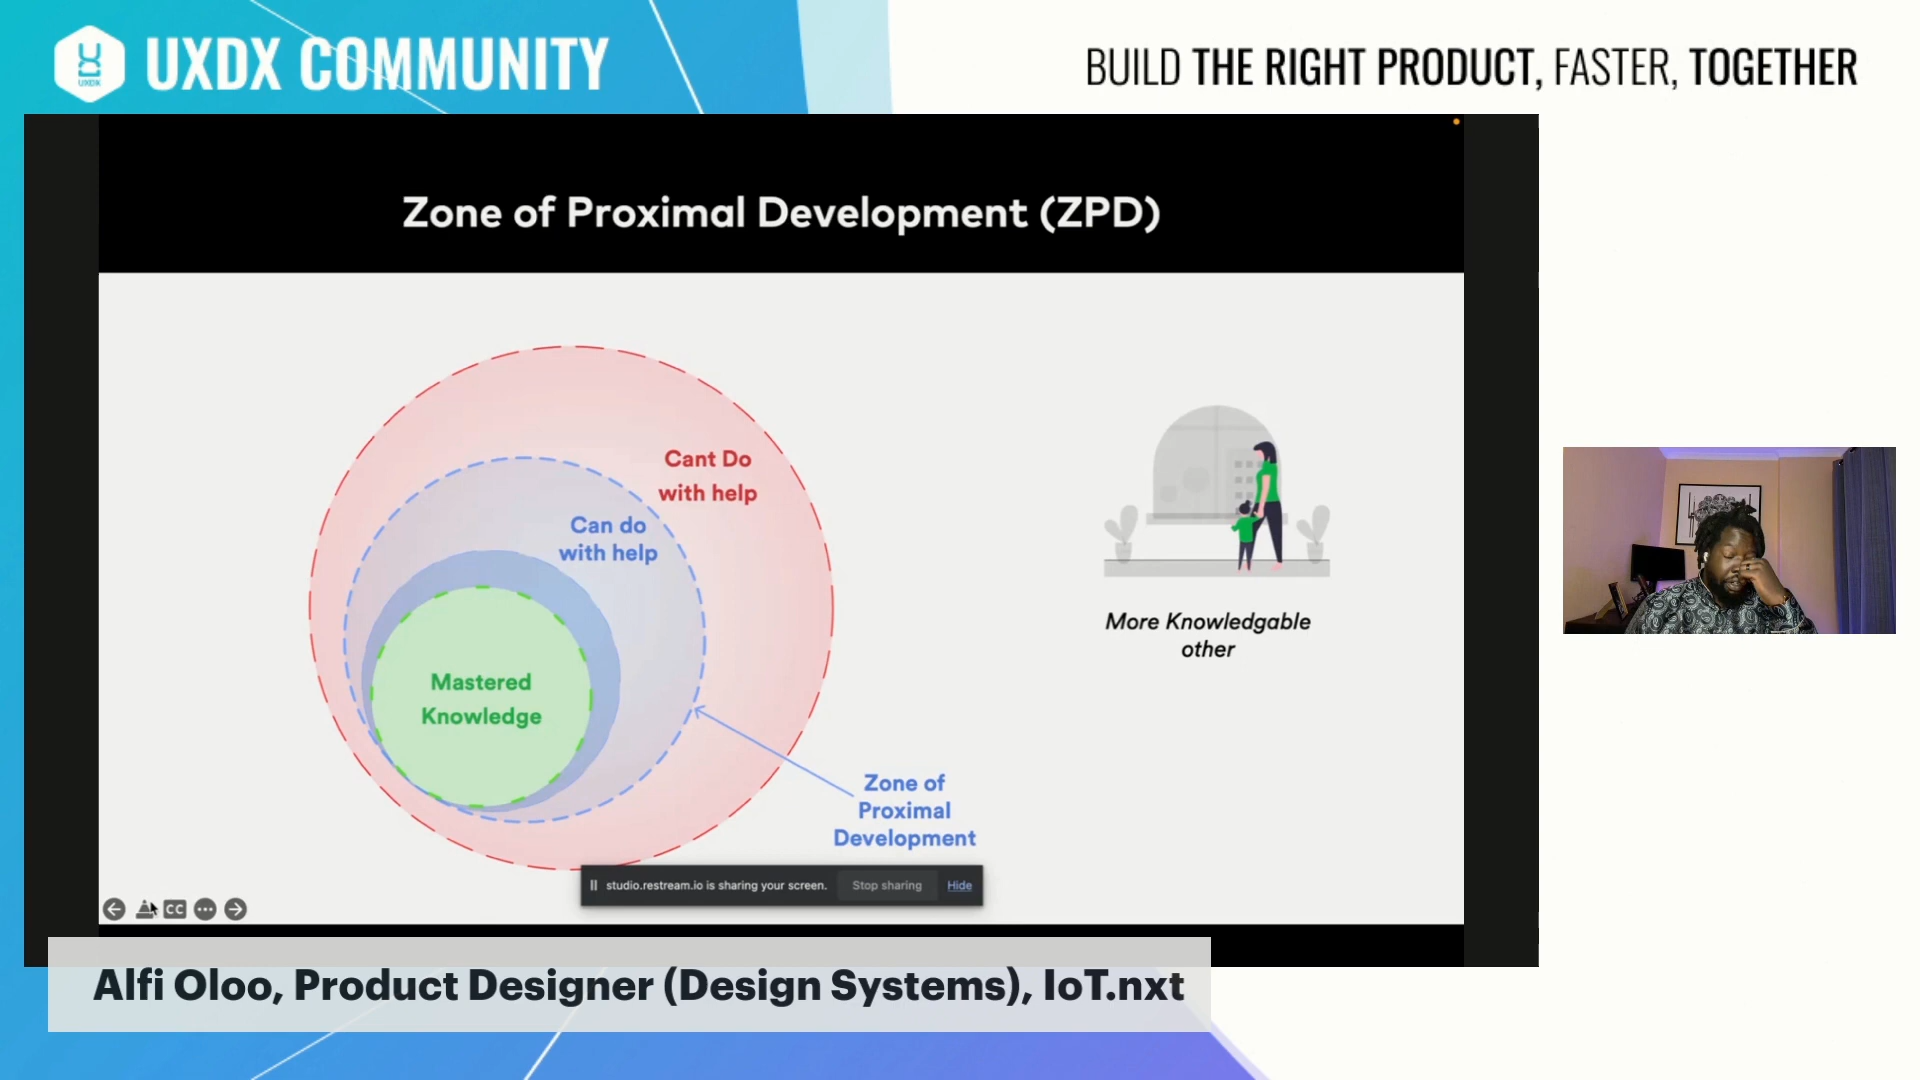 UXDX
UXDX COMMUNITY
BUILD THE RIGHT PRODUCT, FASTER, TOGETHER
Zone of Proximal Development (ZPD)
Cant Do
with help
Can do
with help
Mastered
Knowledge
Zone of
Proximal
Development
More Knowledgable
other
studio.restream.io is sharing your screen.
Stop sharing
Hide
CC
Alfi Oloo, Product Designer (Design Systems), IoT.nxt